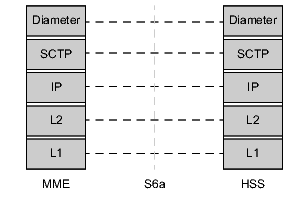 Diameter Diameter
SCTP SCTP
IP IP
L2 L2
L1 L1
MME S6a HSS